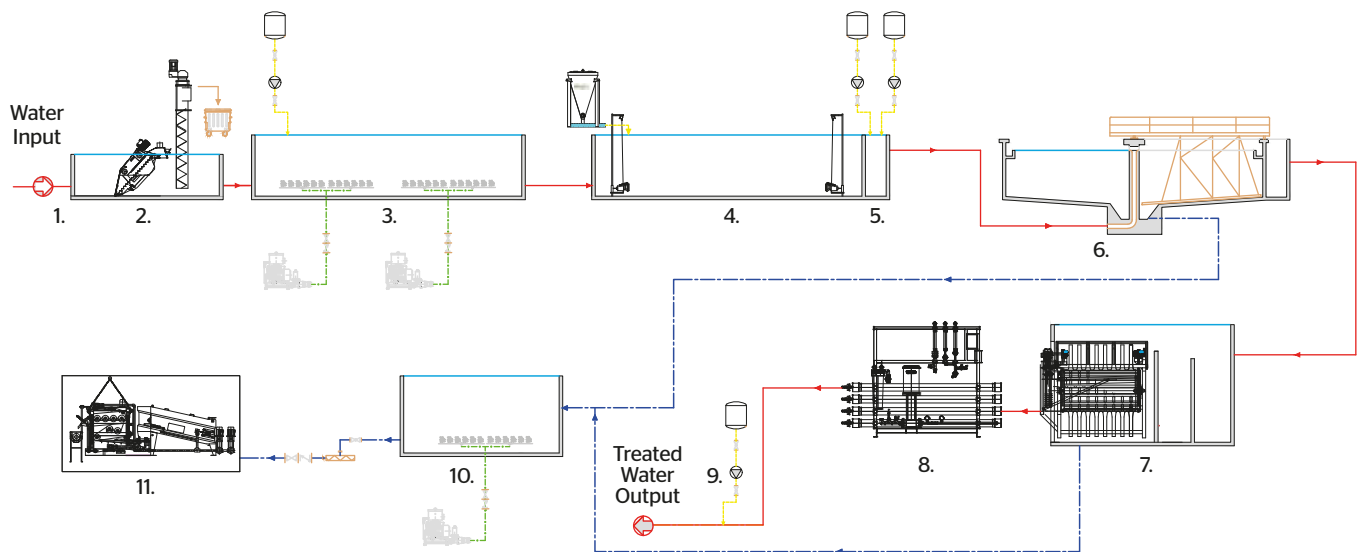 Water
Input
1.
2.
3.
4.
5.
6.
7.
8.
9.
Treated
Water
Output
10.
11.